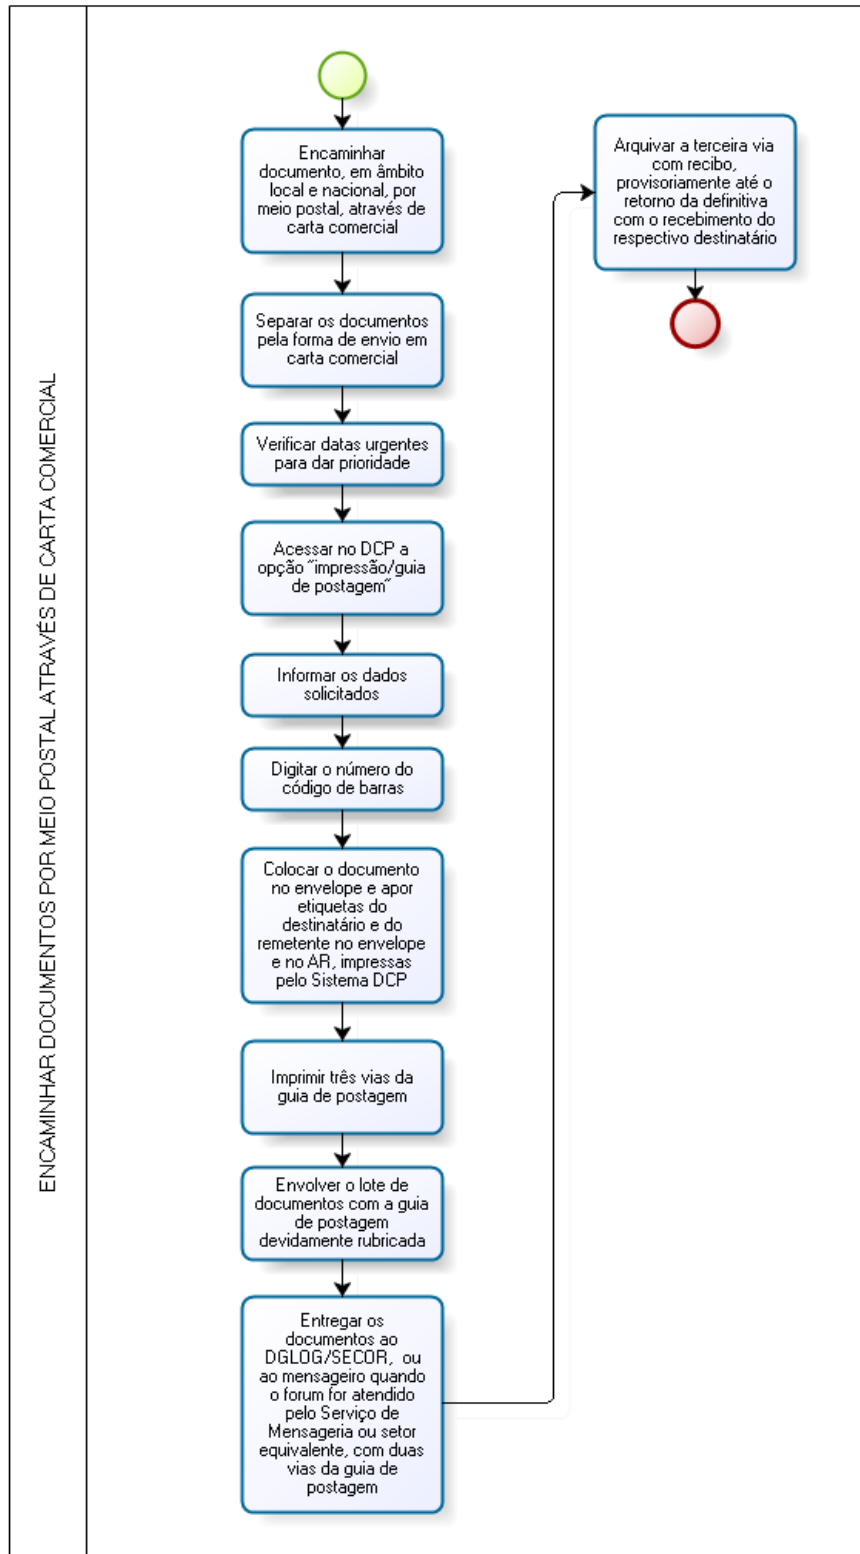 ENCAMINHAR DOCUMENTOS POR MEIO POSTAL ATRAVÉS DE CARTA COMERCIAL
Encaminhar
documento, em âmbito
local e nacional, por
meio postal, através de
carta comercial
Separar os documentos
pela forma de envio em
carta comercial
Verificar datas urgentes
para dar prioridade
Acessar no DCP a
opção "impressão/guia
de postagem"
Informar os dados
solicitados
Digitar o número do
código de barras
Colocar o documento
no envelope e apor
etiquetas do
destinatário e do
remetente no envelope
e no AR, impressas
pelo Sistema DCP
Imprimir três vias da
guia de postagem
Envolver o lote de
documentos com a guia
de postagem
devidamente rubricada
Entregar os
documentos ao
DGLOG/SECOR, ou
ao mensageiro quando
o forum for atendido
pelo Serviço de
Mensageria ou setor
equivalente, com duas
vias da guia de
postagem
Arquivar a terceira via
com recibo,
provisoriamente até o
retorno da definitiva
com o recebimento do
respectivo destinatário